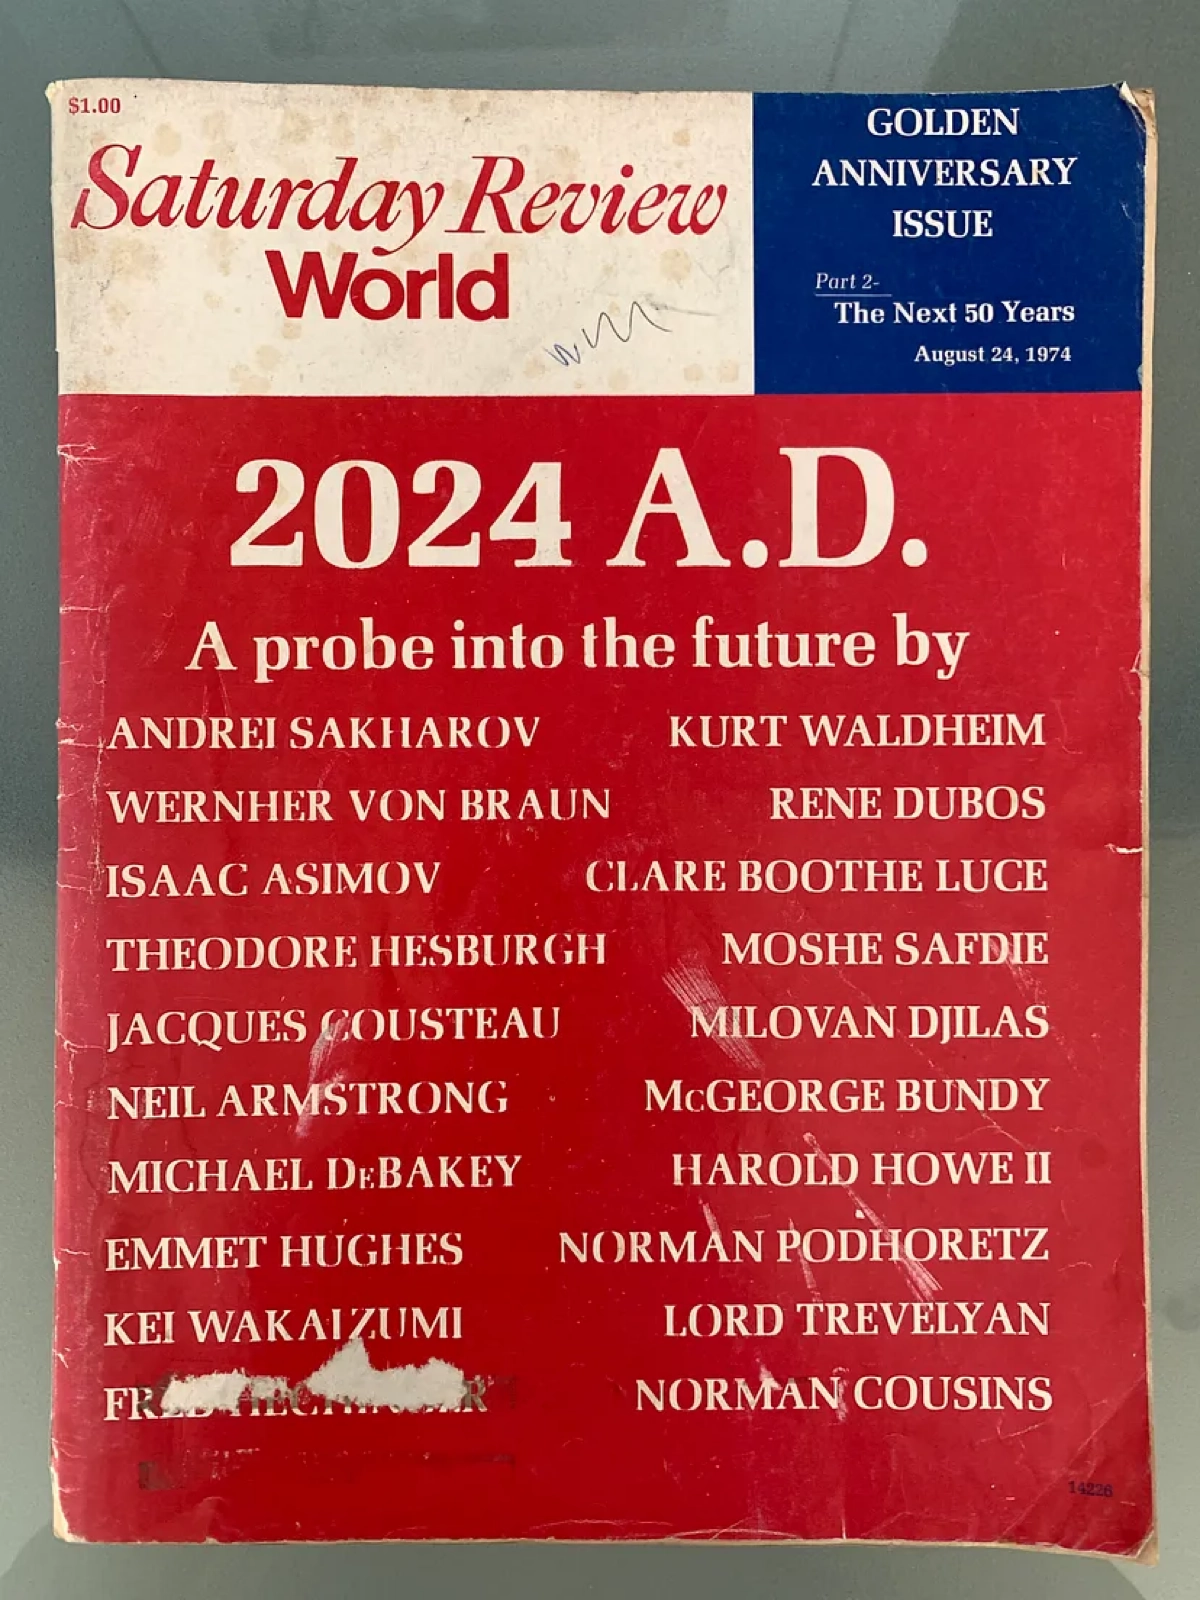 $1.00
Saturday Review
World
GOLDEN
ANNIVERSARY
ISSUE
Part 2-
The Next 50 Years
August 24, 1974
2024 A.D.
A probe into the future by
ANDREI SAKHAROV
WERNHER VON BRAUN
ISAAC ASIMOV
THEODORE HESBURGH
JACQUES COUSTEAU
NEIL ARMSTRONG
MICHAEL DeBAKEY
EMMET HUGHES
KEI WAKAIZUMI
FRED
KURT WALDHEIM
RENE DUBOS
CLARE BOOTHE LUCE
MOSHE SAFDIE
MILOVAN DJILAS
McGEORGE BUNDY
HAROLD HOWE II
NORMAN PODHORETZ
LORD TREVELYAN
NORMAN COUSINS
14226